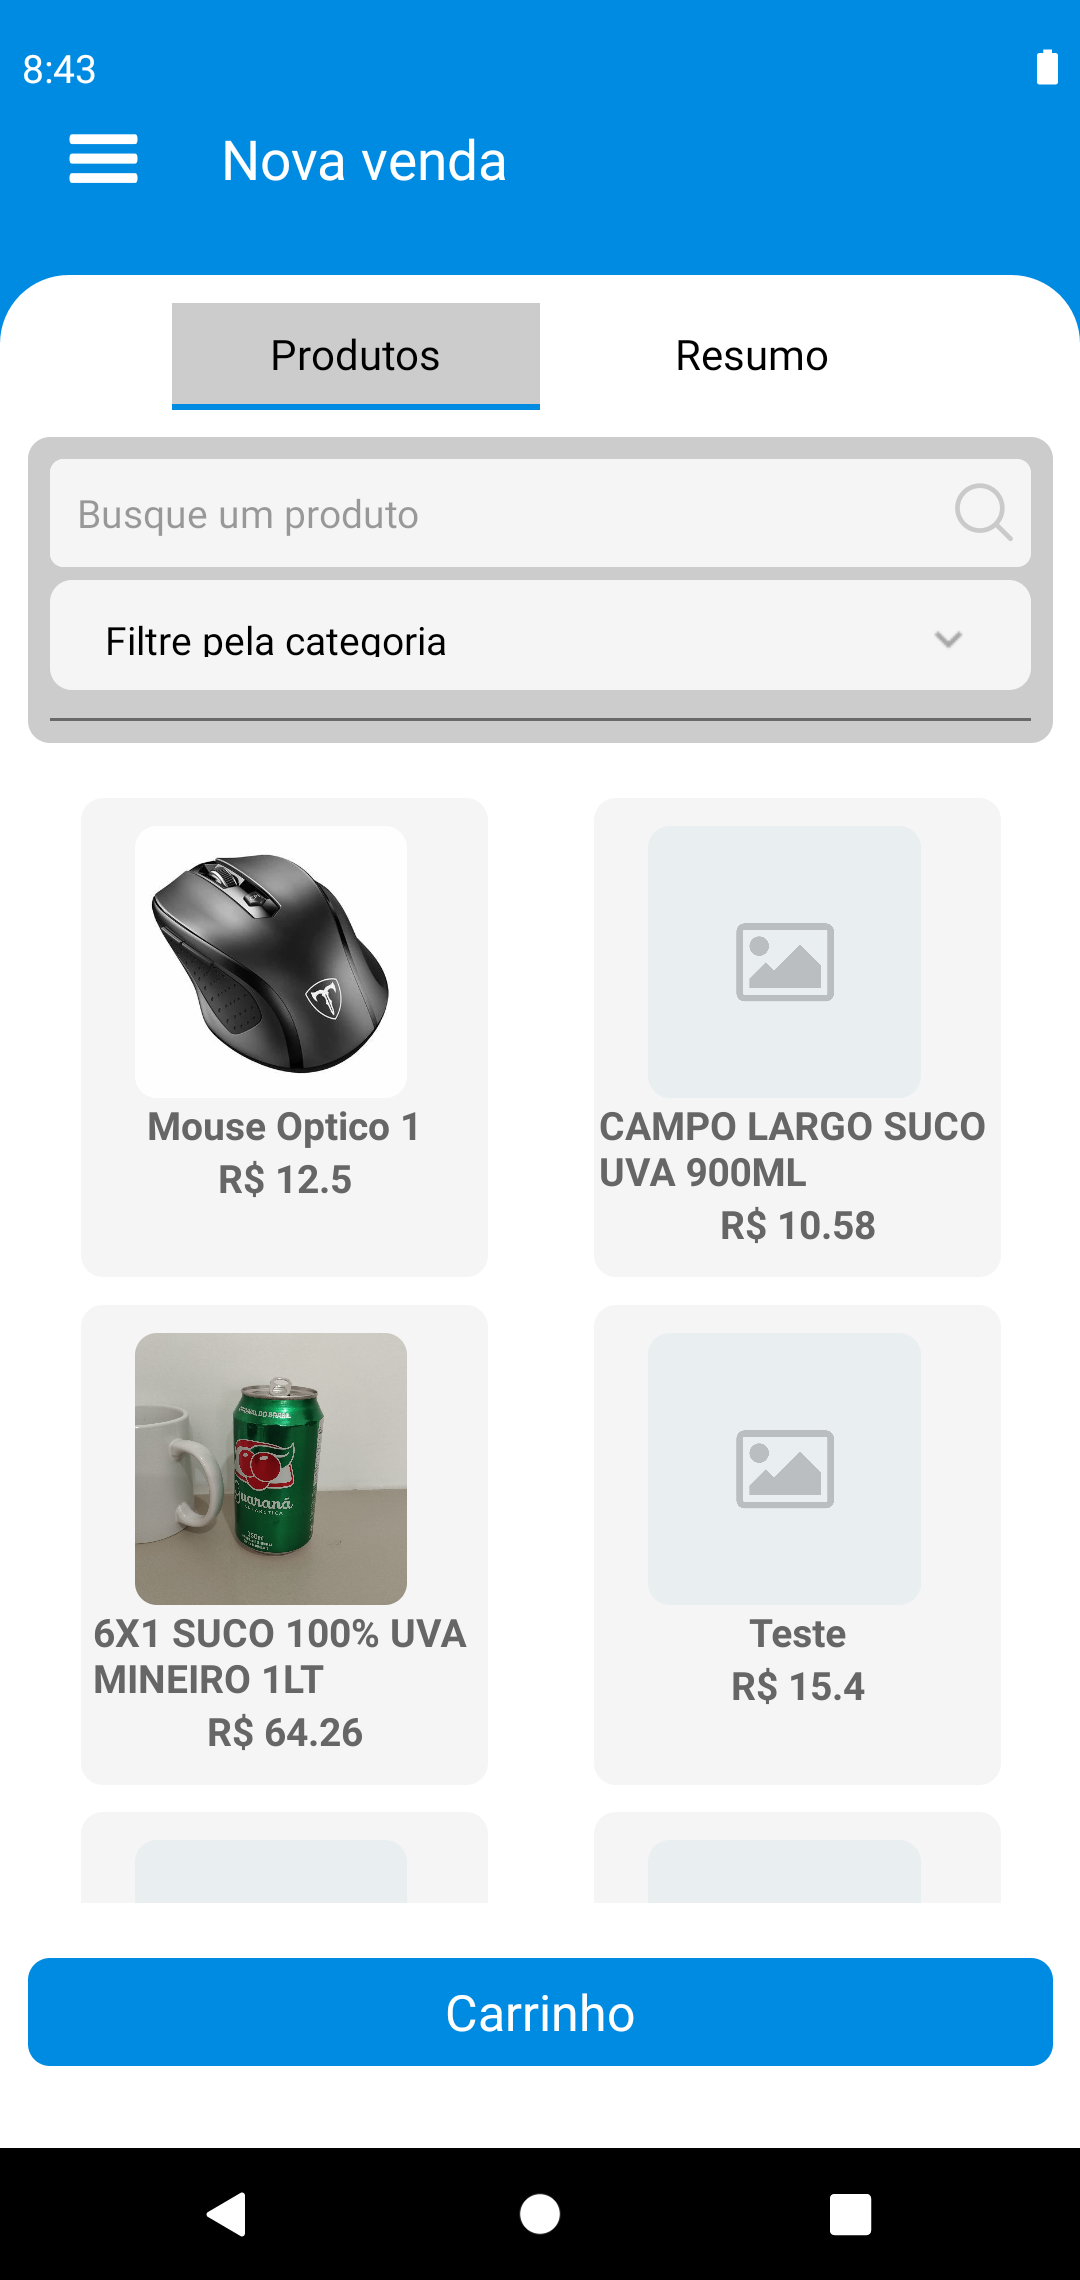 8:43
Nova venda
Produtos
Resumo
Busque um produto
Filtre pela categoria
Mouse Optico 1
R$ 12.5
CAMPO LARGO SUCO
UVA 900ML
R$ 10.58
Guaraná
6X1 SUCO 100% UVA
MINEIRO 1LT
R$ 64.26
Teste
R$ 15.4
Carrinho